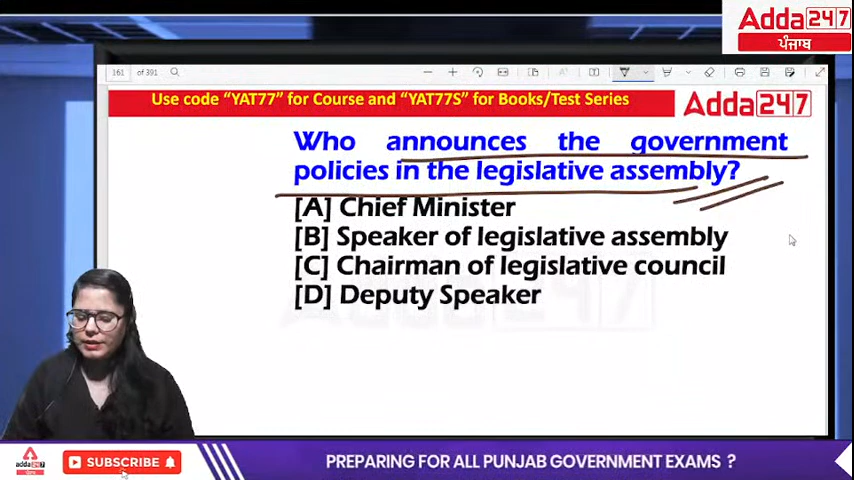 Adda247
ਪੰਜਾਬ
161 of 391
Use code "YAT77" for Course and "YAT77S" for Books/Test Series
Adda247
Who announces the government
policies in the legislative assembly?
[A] Chief Minister
[B] Speaker of legislative assembly
[C] Chairman of legislative council
[D] Deputy Speaker
Adda247
adda247
SUBSCRIBE
PREPARING FOR ALL PUNJAB GOVERNMENT EXAMS ?